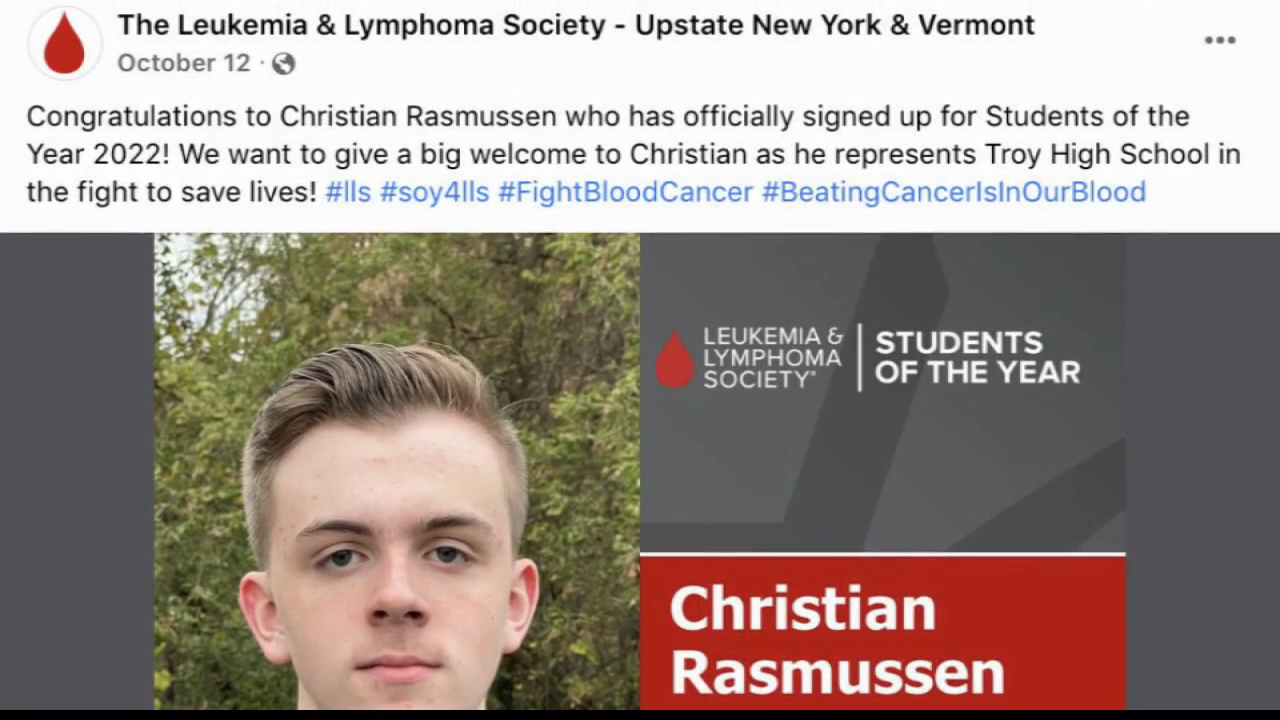 The Leukemia & Lymphoma Society - Upstate New York & Vermont
October 12 ·
Congratulations to Christian Rasmussen who has officially signed up for Students of the
Year 2022! We want to give a big welcome to Christian as he represents Troy High School in
the fight to save lives! #lls #soy4lls #FightBloodCancer #BeatingCancerIsInOurBlood
LEUKEMIA &
LYMPHOMA
SOCIETY®
STUDENTS
OF THE YEAR
Christian
Rasmussen